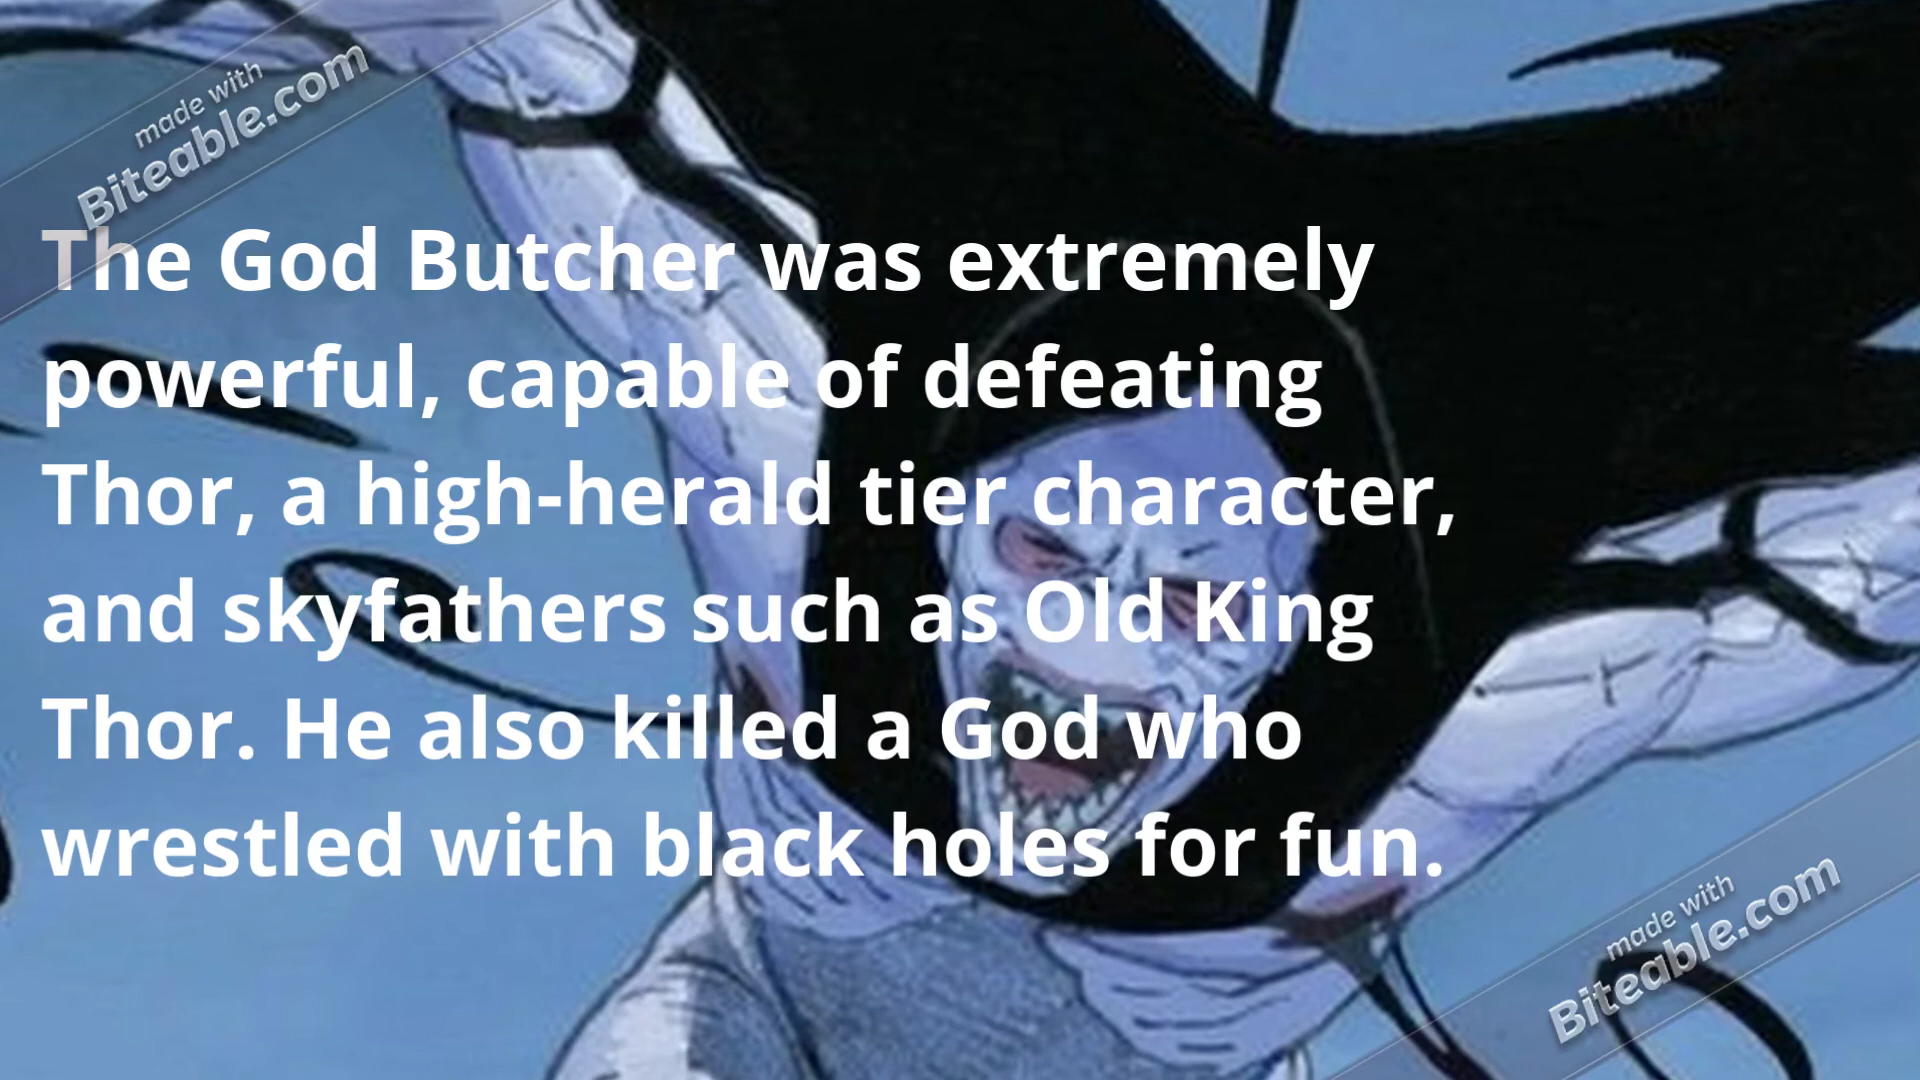 made with
Biteable.com
The God Butcher was extremely
powerful, capable of defeating
Thor, a high-herald tier character,
and skyfathers such as Old King
Thor. He also killed a God who
wrestled with black holes for fun.
made with
Biteable.com